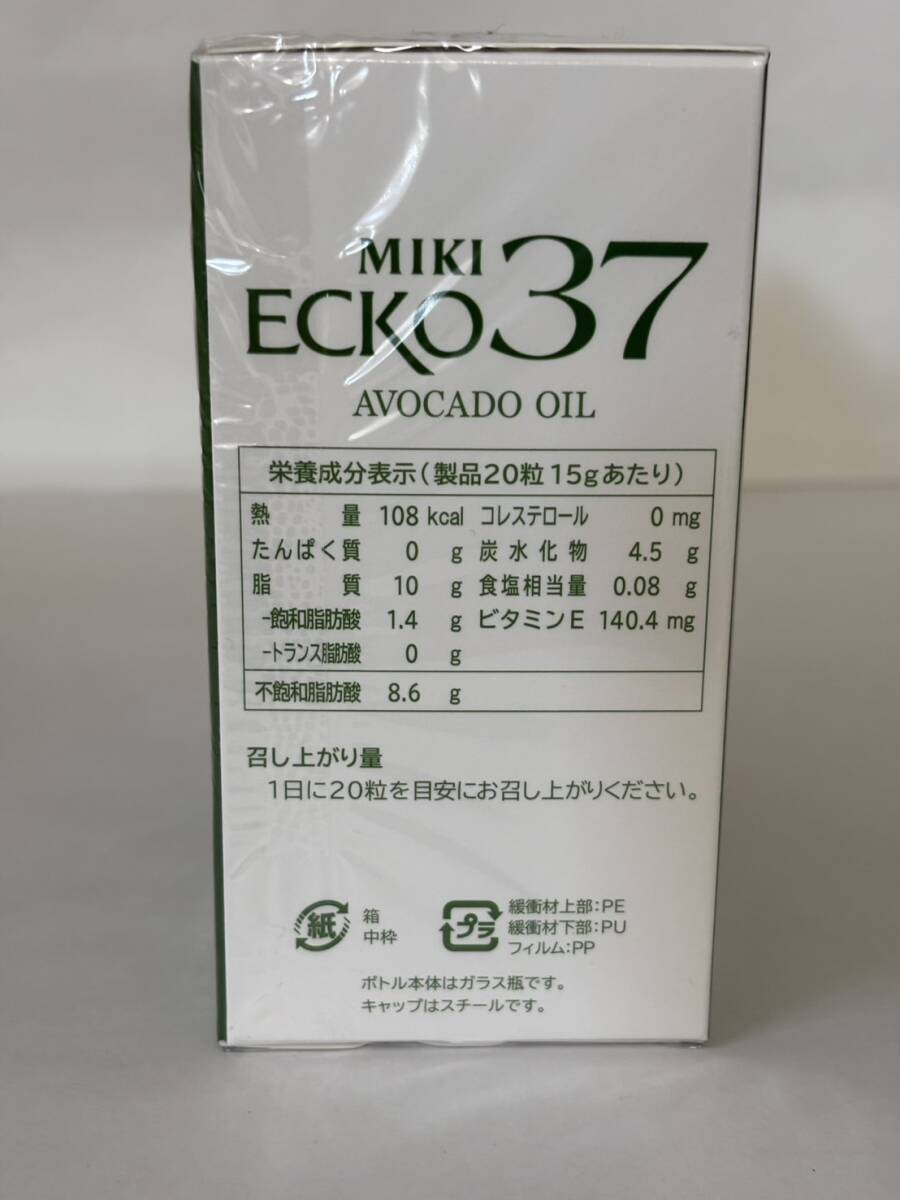 MIKI
ECKO37
AVOCADO OIL
栄養成分表示(製品20粒15gあたり)
熱量 108 kcal コレステロール 0 mg
たんぱく質 0 g 炭水化物 4.5 g
脂質 10 g 食塩相当量 0.08 g
-飽和脂肪酸 1.4 g ビタミンE 140.4 mg
-トランス脂肪酸 0 g
不飽和脂肪酸 8.6 g
召し上がり量
1日に20粒を目安にお召し上がりください。
紙 箱
中枠
プラ 緩衝材上部:PE
緩衝材下部:PU
フィルム:PP
ボトル本体はガラス瓶です。
キャップはスチールです。